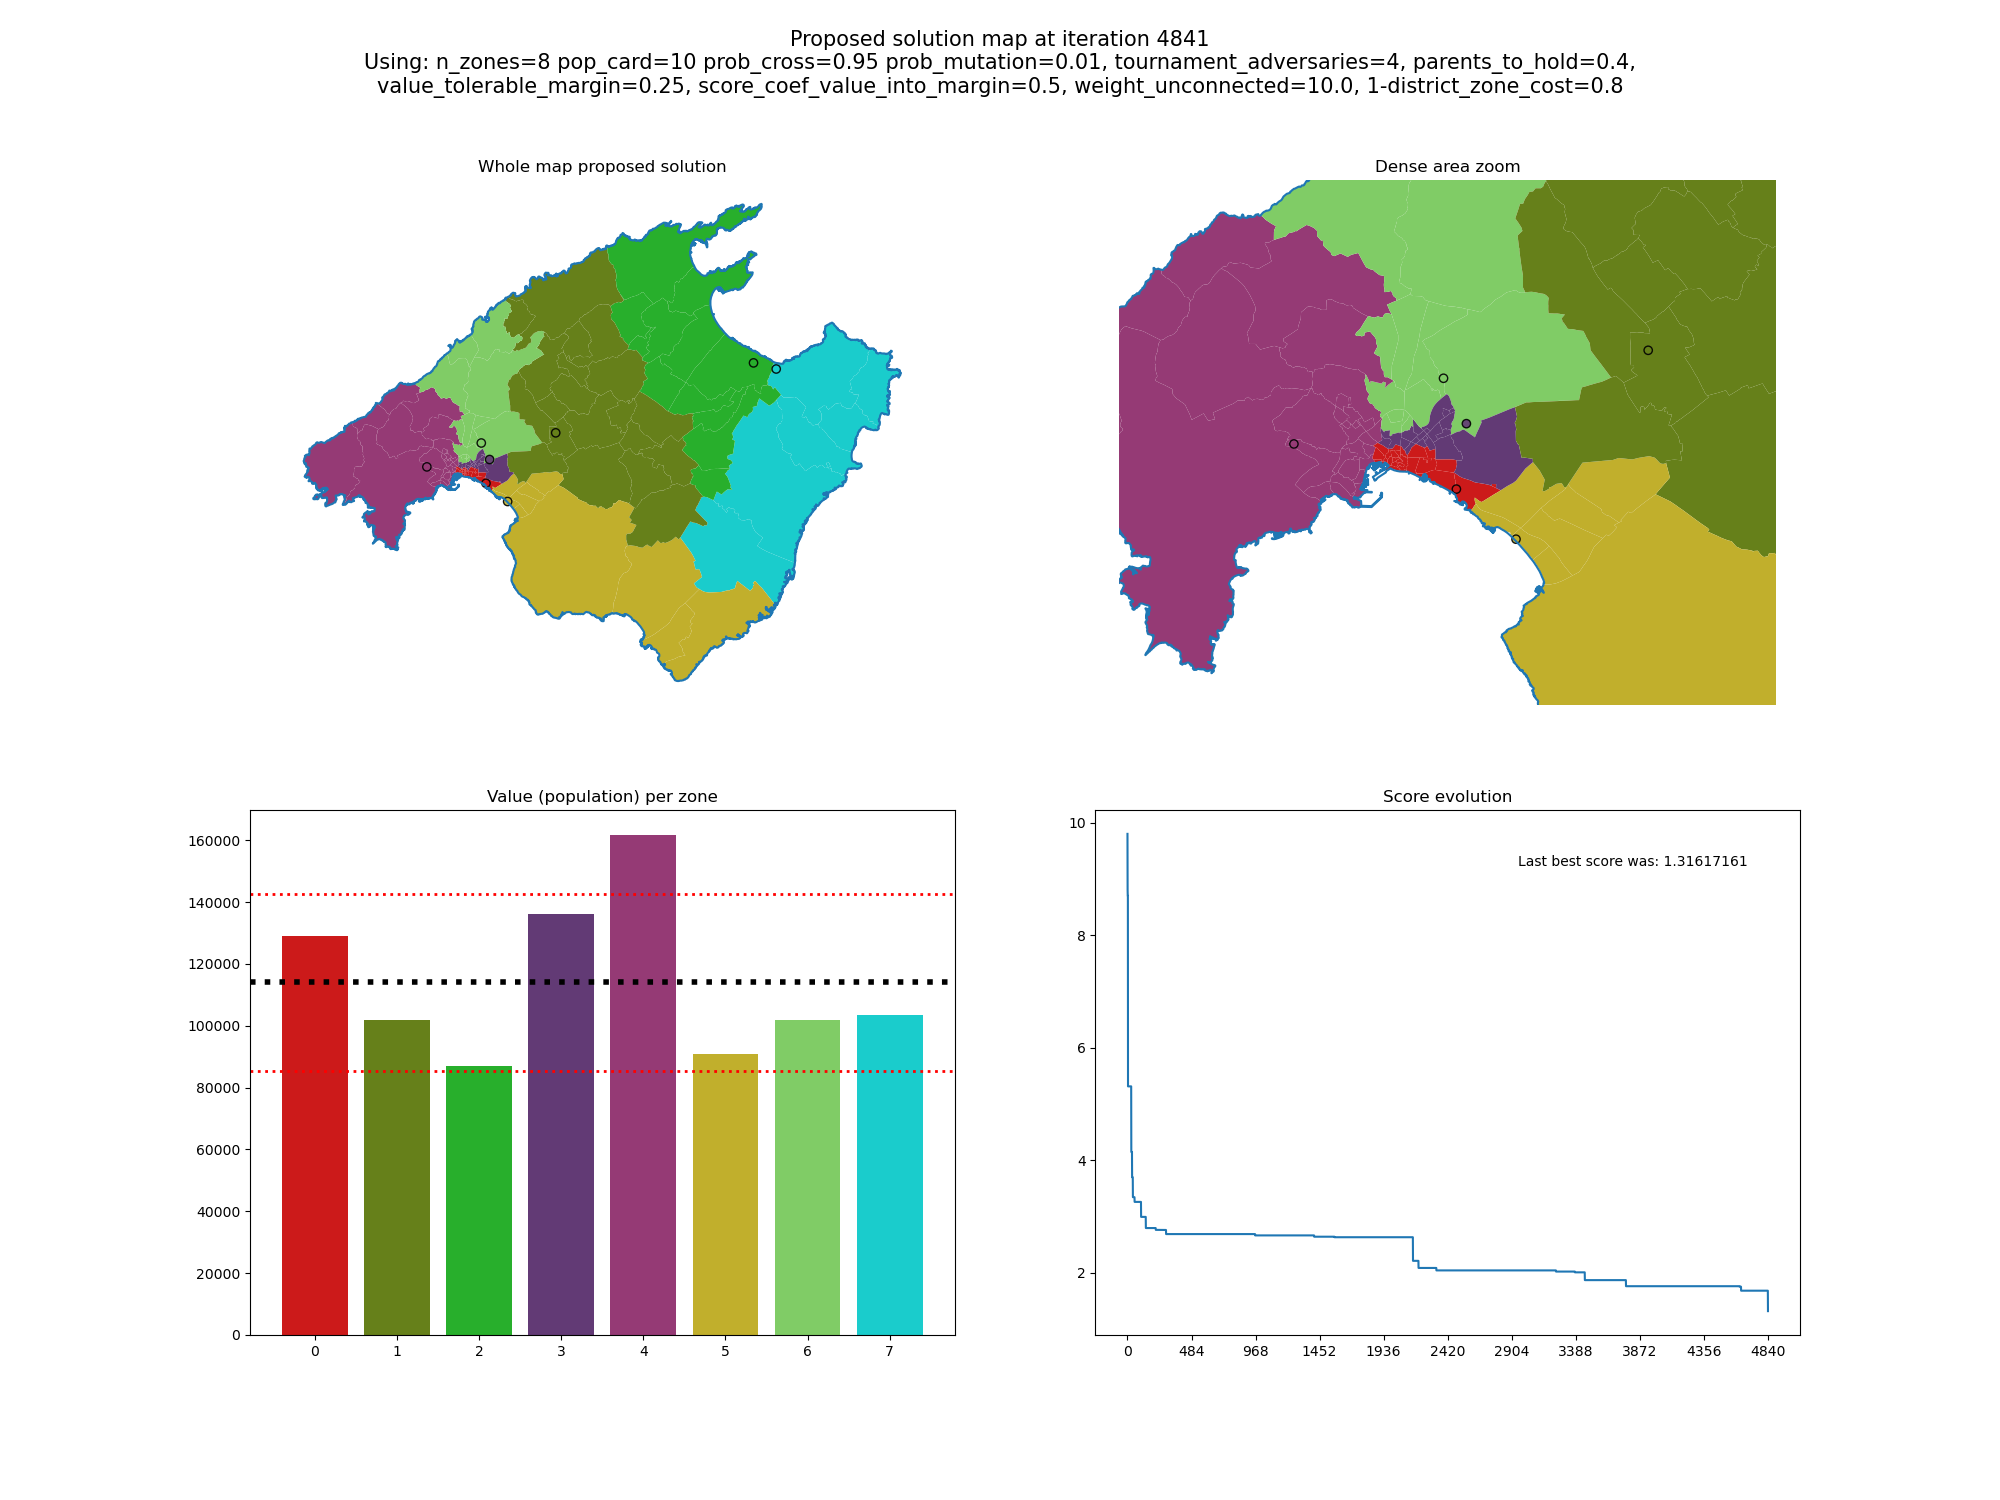 Proposed solution map at iteration 4841
Using: n_zones=8 pop_card=10 prob_cross=0.95 prob_mutation=0.01, tournament_adversaries=4, parents_to_hold=0.4,
value_tolerable_margin=0.25, score_coef_value_into_margin=0.5, weight_unconnected=10.0, 1-district_zone_cost=0.8
Whole map proposed solution
Dense area zoom
Value (population) per zone
160000
140000
120000
100000
80000
60000
40000
20000
0
0 1 2 3 4 5 6 7
Score evolution
Last best score was: 1.31617161
10
8
6
4
2
0 484 968 1452 1936 2420 2904 3388 3872 4356 4840